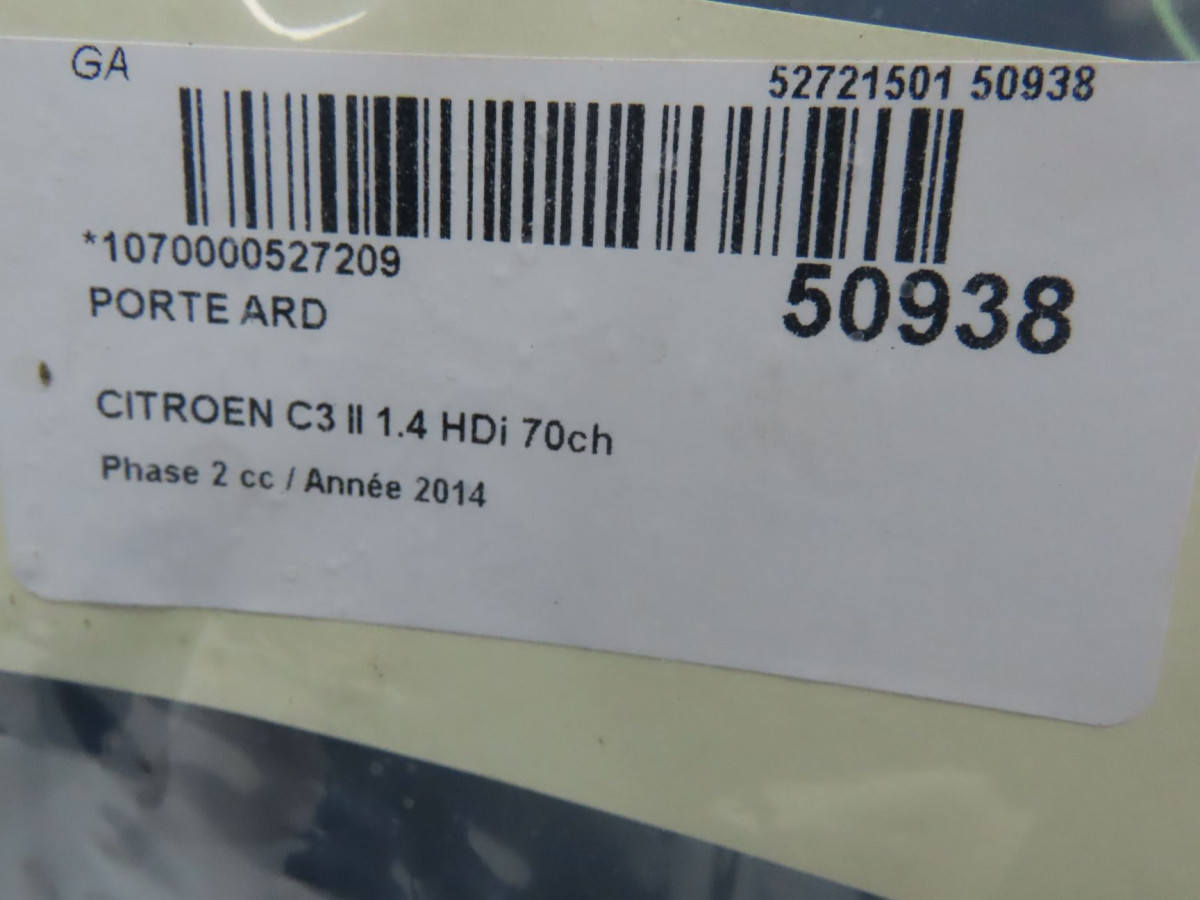 GA
52721501 50938
*1070000527209
50938
PORTE ARD
CITROEN C3 II 1.4 HDi 70ch
Phase 2 cc / Année 2014